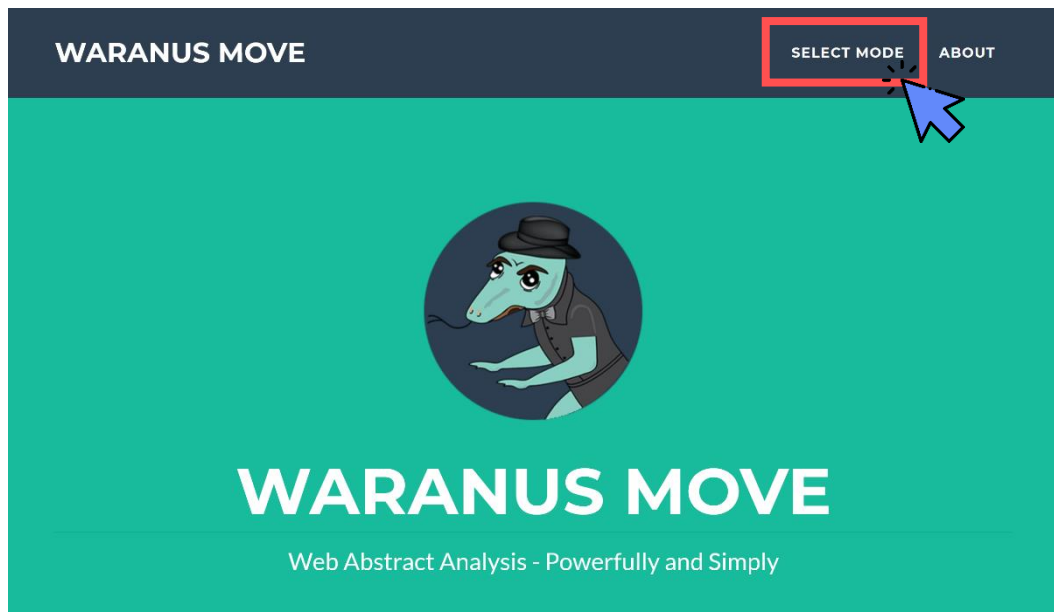 WARANUS MOVE
SELECT MODE
ABOUT
WARANUS MOVE
Web Abstract Analysis - Powerfully and Simply